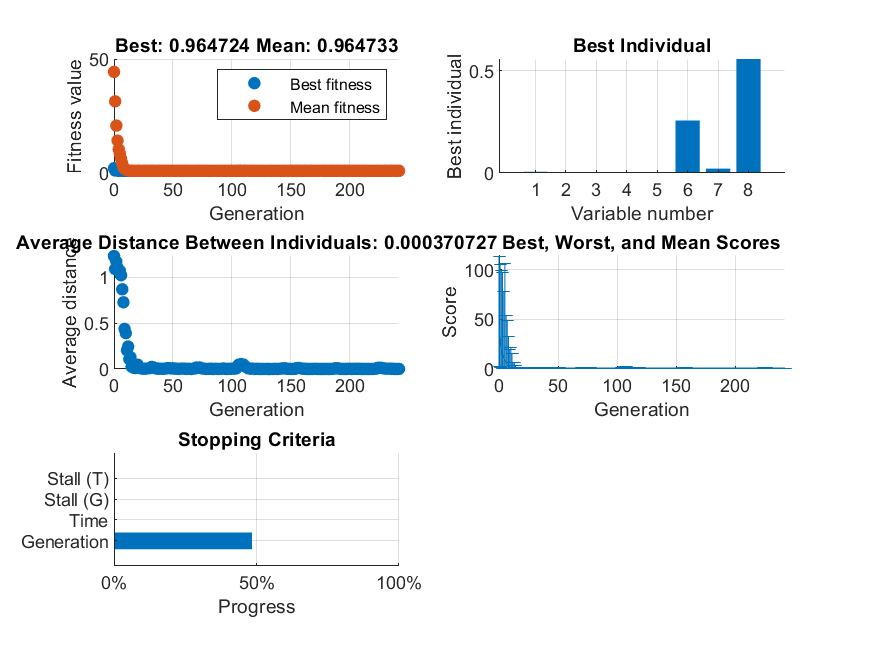 Best: 0.964724 Mean: 0.964733
Fitness value
50
0
Best fitness
Mean fitness
0 50 100 150 200
Generation
Best Individual
Best individual
0.5
0
1 2 3 4 5 6 7 8
Variable number
Average Distance Between Individuals: 0.000370727
Average distance
1
0.5
0
0 50 100 150 200
Generation
Best, Worst, and Mean Scores
Score
100
50
0
0 50 100 150 200
Generation
Stopping Criteria
Stall (T)
Stall (G)
Time
Generation
0% 50% 100%
Progress